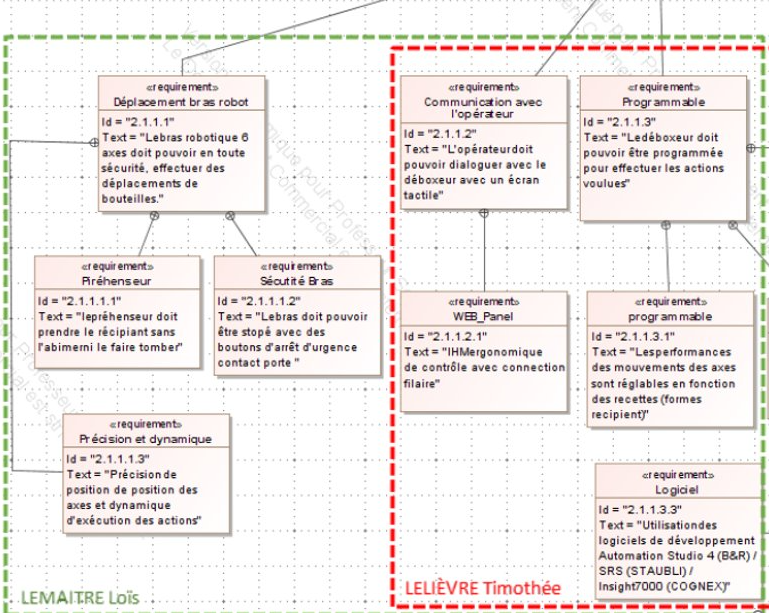 «requirement»
Déplacement bras robot
Id = "2.1.1.1"
Text = "Lebras robotique 6
axes doit pouvoir en toute
sécurité, effectuer des
déplacements de
bouteilles."
«requirement»
Communication avec
l'opérateur
Id = "2.1.1.2"
Text = "L'opérateurdoit
pouvoir dialoguer avec le
déboxeur avec un écran
tactile"
«requirement»
Programmable
Id = "2.1.1.3"
Text = "Ledéboxeur doit
pouvoir être programmée
pour effectuer les actions
voulues"
«requirement»
Piréhenseur
Id = "2.1.1.1.1"
Text = "lepréhenseur doit
prendre le récipiant sans
l'abimerni le faire tomber"
«requirement»
Sécutité Bras
Id = "2.1.1.1.2"
Text = "Lebras doit pouvoir
être stopé avec des
boutons d'arrêt d'urgence
contact porte "
«requirement»
WEB_Panel
Id = "2.1.1.2.1"
Text = "IHMergonomique
de contrôle avec connection
filaire"
«requirement»
programmable
Id = "2.1.1.3.1"
Text = "Lesperformances
des mouvements des axes
sont réglables en fonction
des recettes (formes
recipient)"
«requirement»
Précision et dynamique
Id = "2.1.1.1.3"
Text = "Précision de
position de position des
axes et dynamique
d'exécution des actions"
«requirement»
Logiciel
Id = "2.1.1.3.3"
Text = "Utilisationdes
logiciels de développement
Automation Studio 4 (B&R) /
SRS (STAUBLI) /
Insight7000 (COGNEX)"
LEMAITRE Loïs
LELIÈVRE Timothée